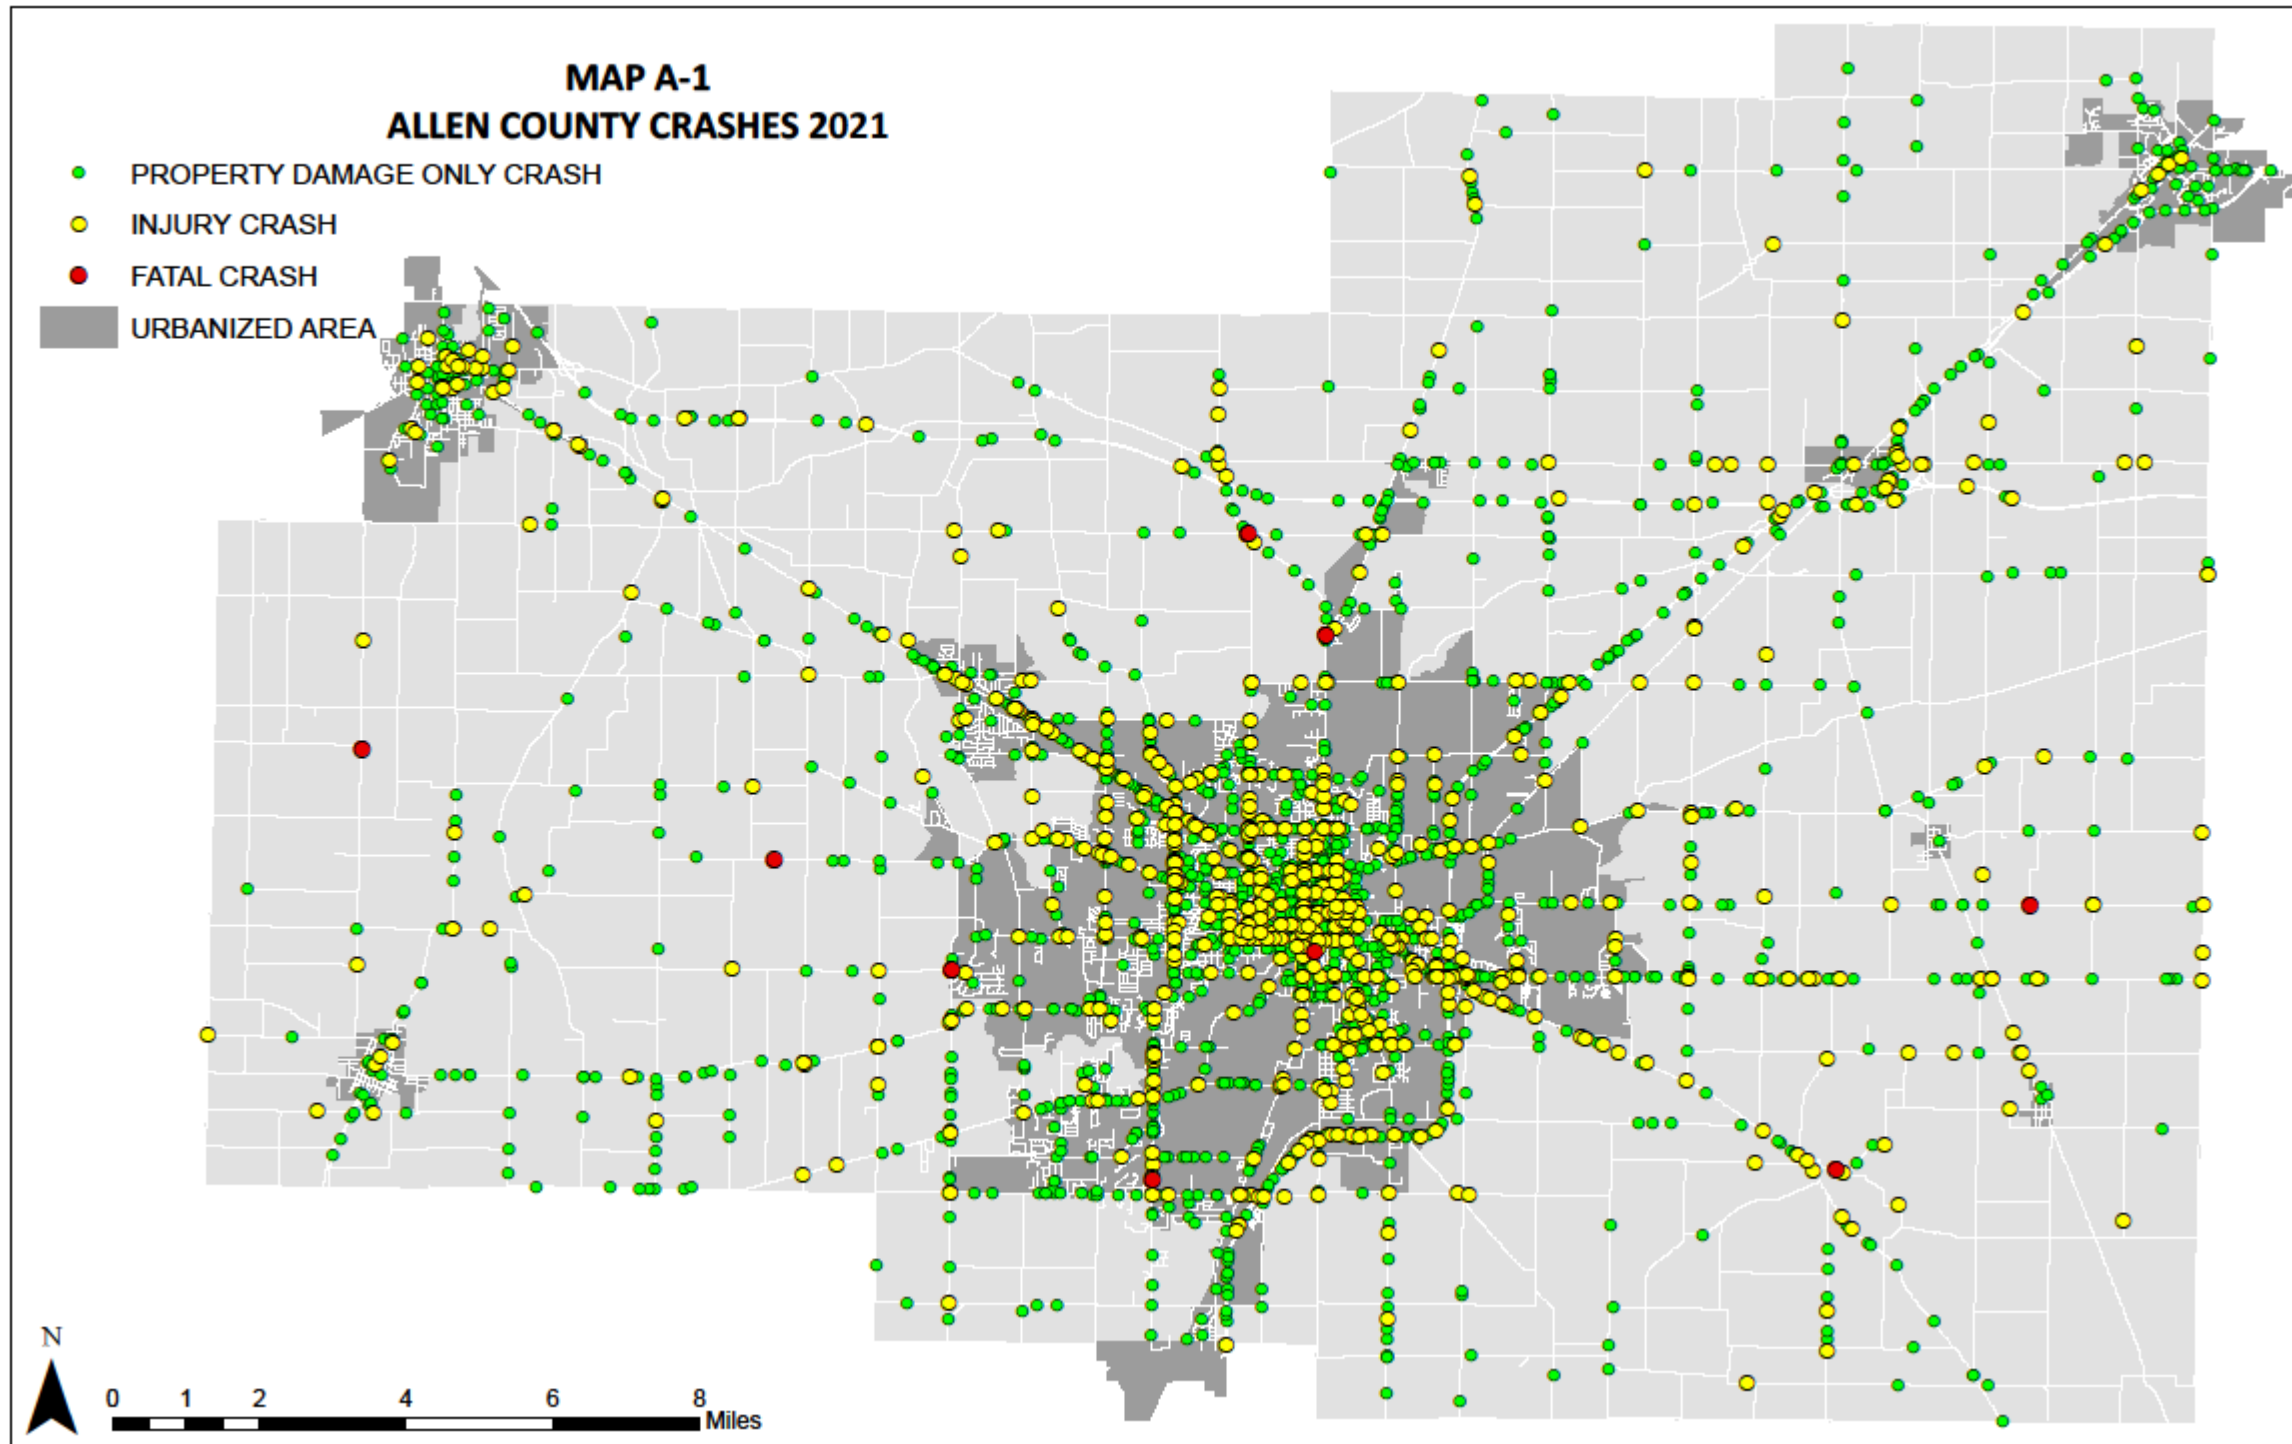 MAP A-1
ALLEN COUNTY CRASHES 2021
PROPERTY DAMAGE ONLY CRASH
INJURY CRASH
FATAL CRASH
URBANIZED AREA
N
0 1 2 4 6 8
Miles